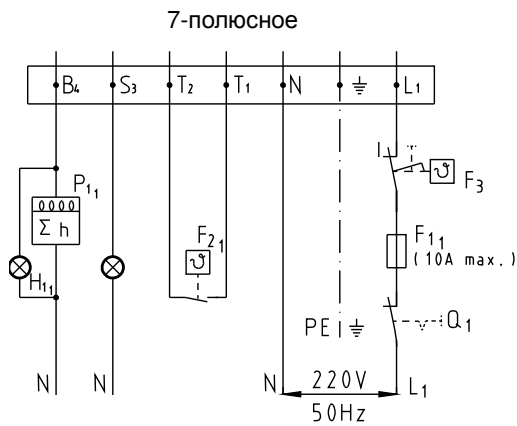 7-полюсное
B4 S3 T2 T1 N L1
I
P11
Σ h
F3
ϑ
F21
ϑ
F11
(10A max.)
H11
PE
Q1
N N N 220V L1
50Hz